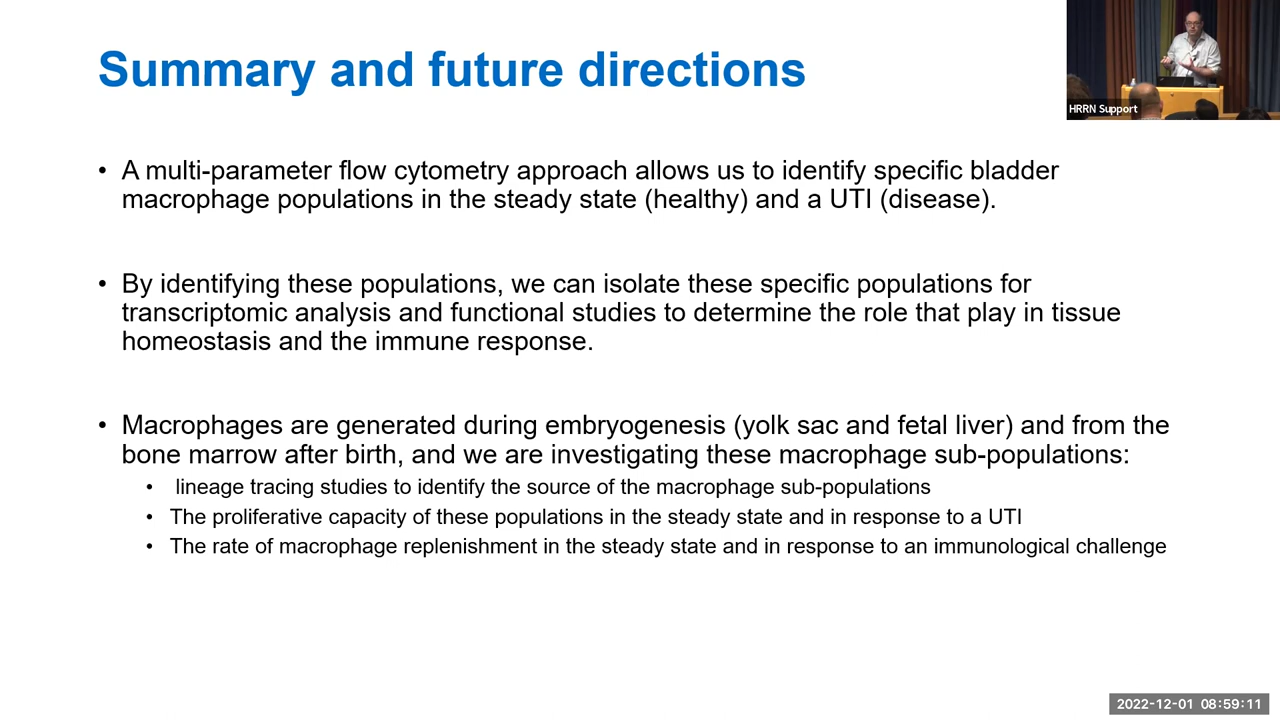 Summary and future directions
HRRN Support
• A multi-parameter flow cytometry approach allows us to identify specific bladder
macrophage populations in the steady state (healthy) and a UTI (disease).
• By identifying these populations, we can isolate these specific populations for
transcriptomic analysis and functional studies to determine the role that play in tissue
homeostasis and the immune response.
• Macrophages are generated during embryogenesis (yolk sac and fetal liver) and from the
bone marrow after birth, and we are investigating these macrophage sub-populations:
• lineage tracing studies to identify the source of the macrophage sub-populations
• The proliferative capacity of these populations in the steady state and in response to a UTI
• The rate of macrophage replenishment in the steady state and in response to an immunological challenge
2022-12-01 08:59:11